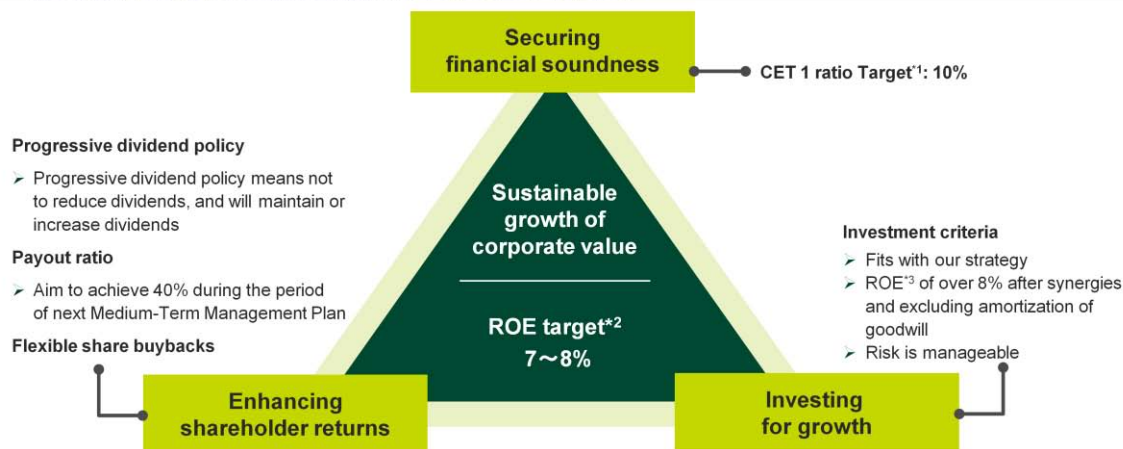 Securing
financial soundness
CET 1 ratio Target*1: 10%
Progressive dividend policy
➢ Progressive dividend policy means not
to reduce dividends, and will maintain or
increase dividends
Payout ratio
➢ Aim to achieve 40% during the period
of next Medium-Term Management Plan
Flexible share buybacks
Sustainable
growth of
corporate value
ROE target*2
7～8%
Investment criteria
➢ Fits with our strategy
➢ ROE*3 of over 8% after synergies
and excluding amortization of
goodwill
➢ Risk is manageable
Enhancing
shareholder returns
Investing
for growth